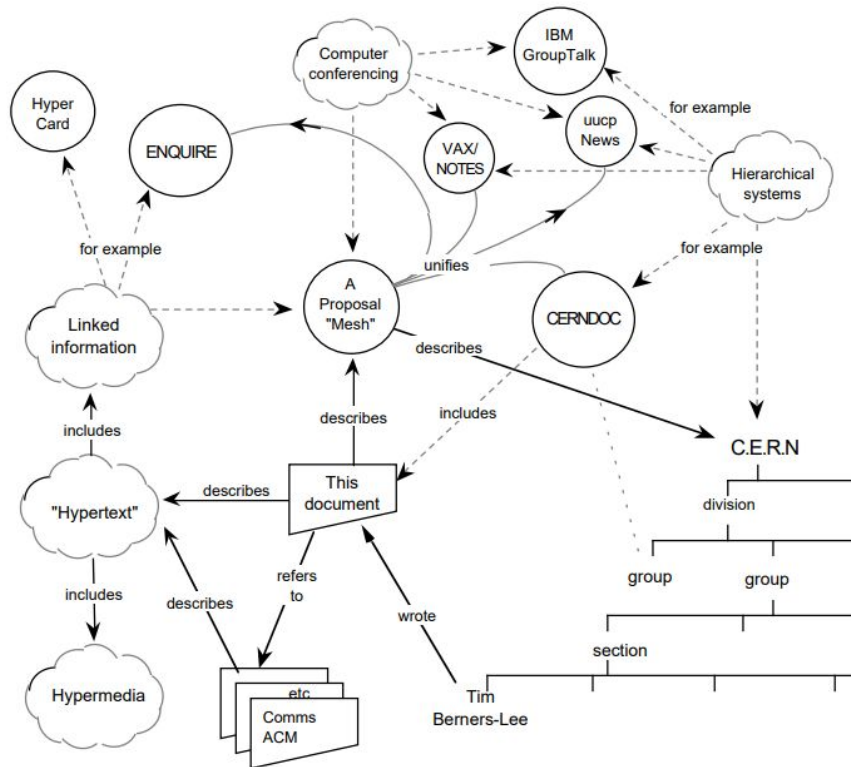 IBM
GroupTalk
Computer
conferencing
Hyper
Card
for example
uucp
News
ENQUIRE
VAX/
NOTES
Hierarchical
systems
for example
for example
unifies
A
Proposal
"Mesh"
CERNDOC
Linked
information
describes
includes
describes
includes
C.E.R.N
This
document
describes
"Hypertext"
division
refers
to
group
group
includes
describes
wrote
section
Hypermedia
etc
Comms
ACM
Tim
Berners-Lee